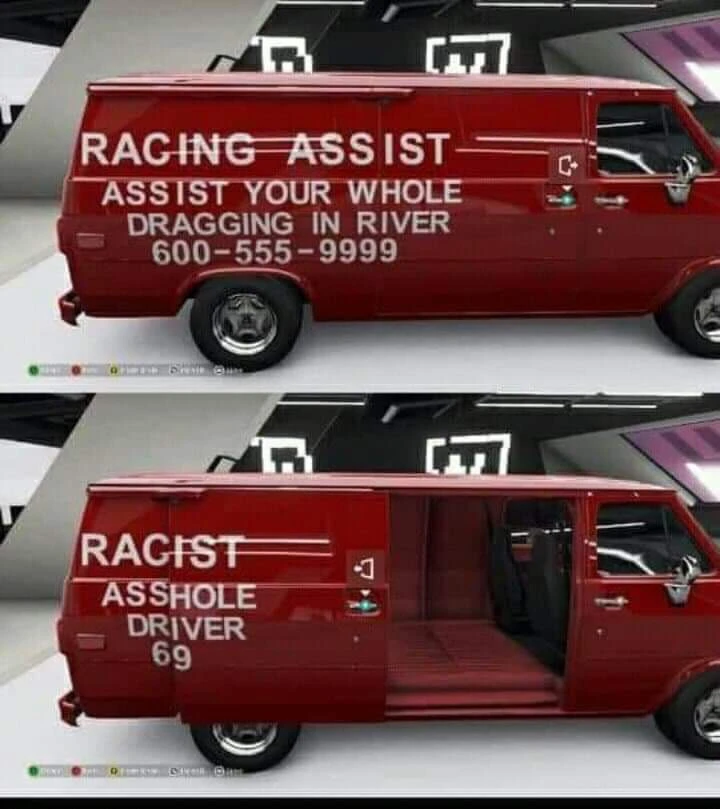 RACING ASSIST
ASSIST YOUR WHOLE
DRAGGING IN RIVER
600-555-9999
RACIST
ASSHOLE
DRIVER
69